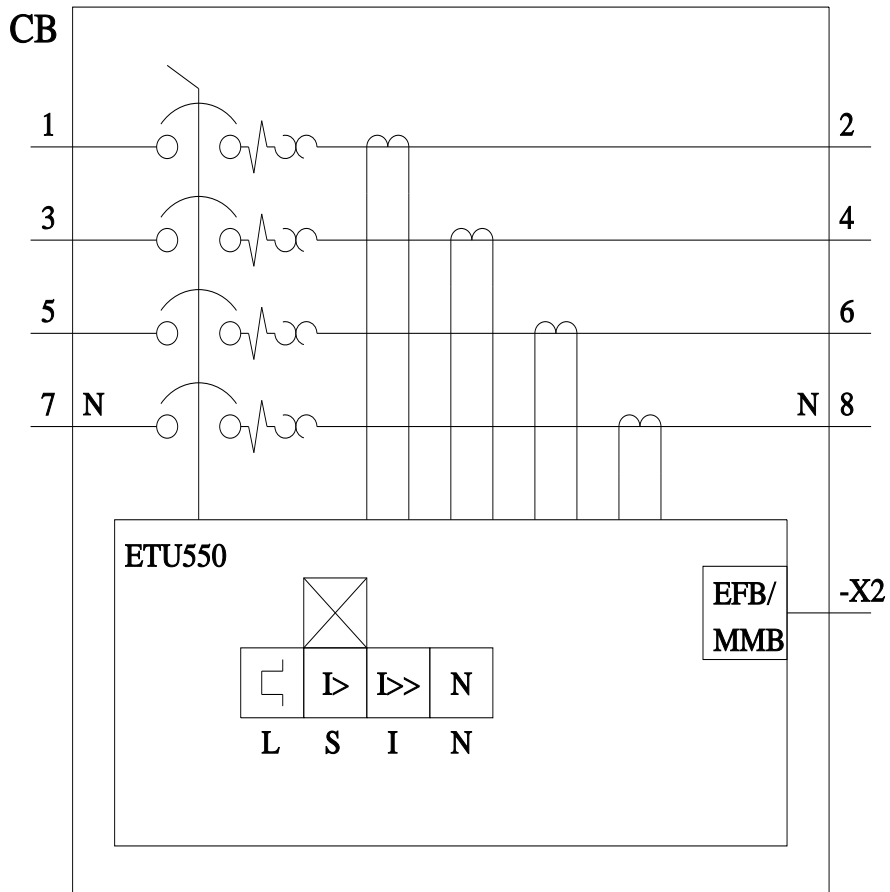 CB
1 2
3 4
5 6
7 N N 8
ETU550
EFB/ -X2
MMB
I> I>> N
L S I N